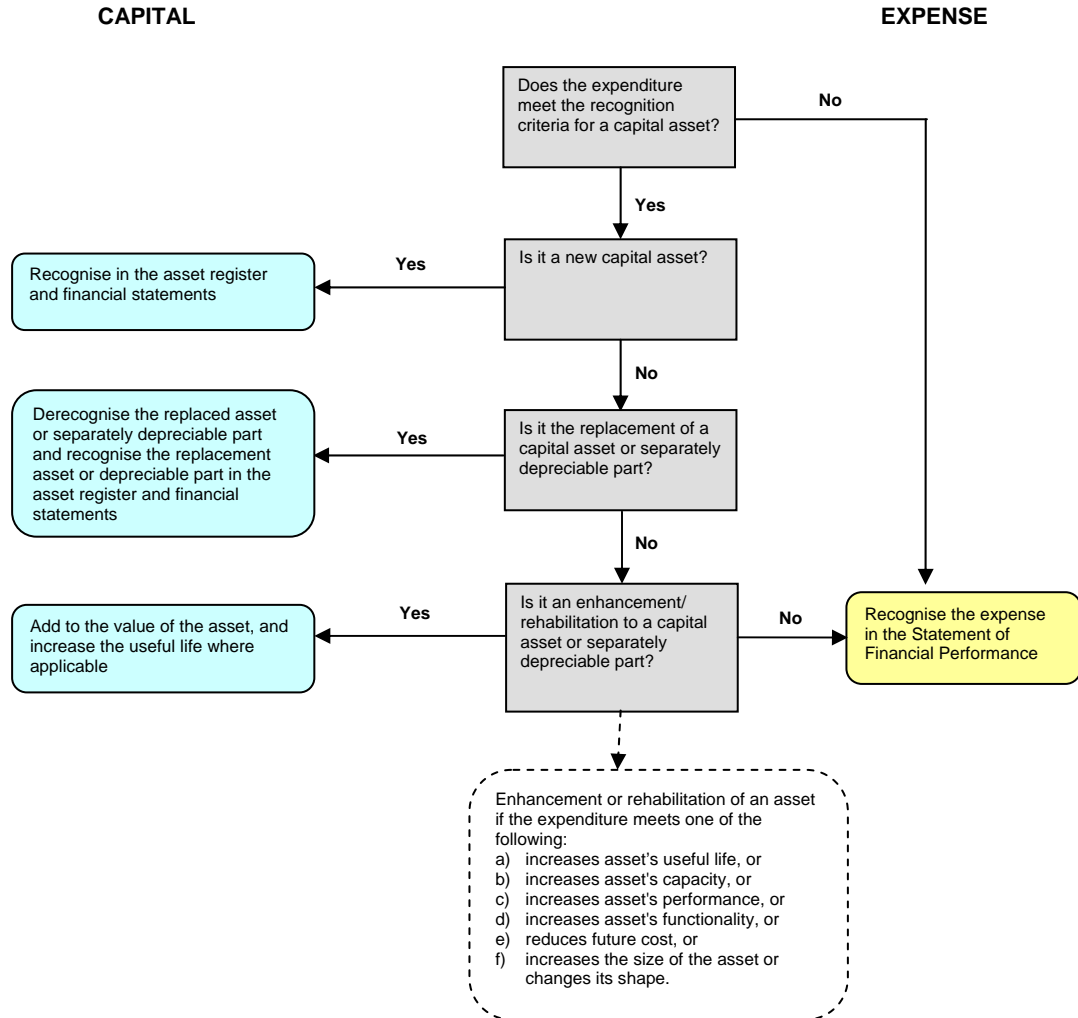 CAPITAL
EXPENSE
Does the expenditure
meet the recognition
criteria for a capital asset?
No
Yes
Is it a new capital asset?
Yes
Recognise in the asset register
and financial statements
No
Is it the replacement of a
capital asset or separately
depreciable part?
Yes
Derecognise the replaced asset
or separately depreciable part
and recognise the replacement
asset or depreciable part in the
asset register and financial
statements
No
Is it an enhancement/
rehabilitation to a capital
asset or separately
depreciable part?
Yes
Add to the value of the asset, and
increase the useful life where
applicable
No
Recognise the expense
in the Statement of
Financial Performance
Enhancement or rehabilitation of an asset
if the expenditure meets one of the
following:
a) increases asset's useful life, or
b) increases asset's capacity, or
c) increases asset's performance, or
d) increases asset's functionality, or
e) reduces future cost, or
f) increases the size of the asset or
changes its shape.